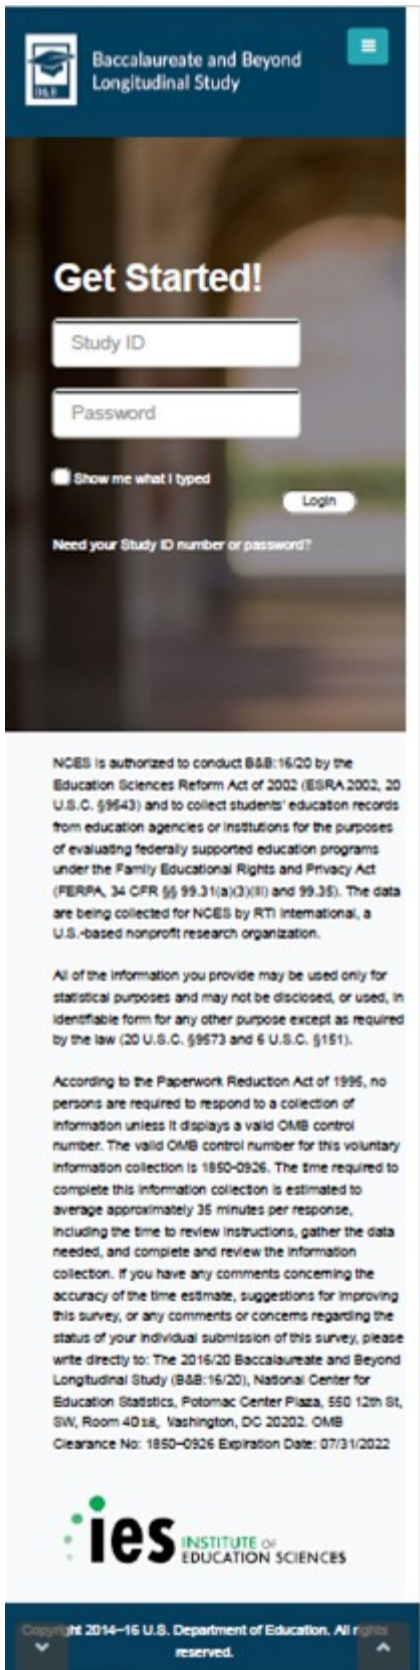 Baccalaureate and Beyond
Longitudinal Study
B&B
Get Started!
Study ID
Password
Show me what I typed
Login
Need your Study ID number or password?
NCES is authorized to conduct B&B:16/20 by the
Education Sciences Reform Act of 2002 (ESRA 2002, 20
U.S.C. §9543) and to collect students' education records
from education agencies or institutions for the purposes
of evaluating federally supported education programs
under the Family Educational Rights and Privacy Act
(FERPA, 34 CFR §§ 99.31(a)(3)(iii) and 99.35). The data
are being collected for NCES by RTI International, a
U.S.-based nonprofit research organization.
All of the information you provide may be used only for
statistical purposes and may not be disclosed, or used, in
identifiable form for any other purpose except as required
by the law (20 U.S.C. §9573 and 6 U.S.C. §151).
According to the Paperwork Reduction Act of 1995, no
persons are required to respond to a collection of
information unless it displays a valid OMB control
number. The valid OMB control number for this voluntary
information collection is 1850-0926. The time required to
complete this information collection is estimated to
average approximately 35 minutes per response,
including the time to review instructions, gather the data
needed, and complete and review the information
collection. If you have any comments concerning the
accuracy of the time estimate, suggestions for improving
this survey, or any comments or concerns regarding the
status of your individual submission of this survey, please
write directly to: The 2016/20 Baccalaureate and Beyond
Longitudinal Study (B&B:16/20), National Center for
Education Statistics, Potomac Center Plaza, 550 12th St,
SW, Room 4018, Washington, DC 20202. OMB
Clearance No: 1850–0926 Expiration Date: 07/31/2022
ies INSTITUTE OF
EDUCATION SCIENCES
Copyright 2014–16 U.S. Department of Education. All rights
reserved.